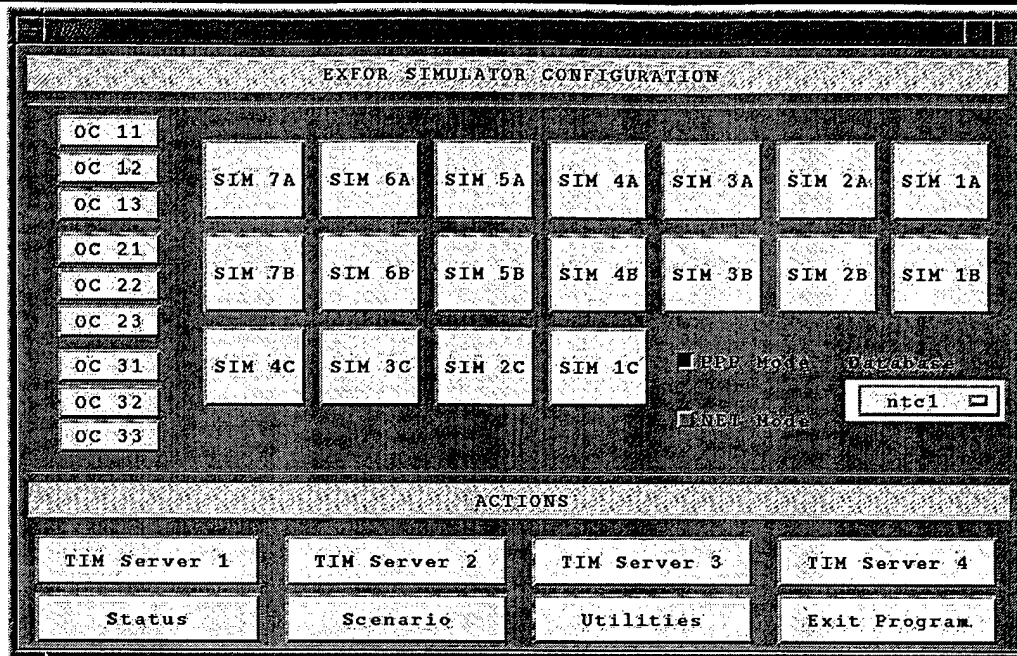 EXFOR SIMULATOR CONFIGURATION
OC 11
OC 12
OC 13
OC 21
OC 22
OC 23
OC 31
OC 32
OC 33
SIM 7A SIM 6A SIM 5A SIM 4A SIM 3A SIM 2A SIM 1A
SIM 7B SIM 6B SIM 5B SIM 4B SIM 3B SIM 2B SIM 1B
SIM 4C SIM 3C SIM 2C SIM 1C
PPP Mode Database
ntc1
NET Mode
ACTIONS
TIM Server 1 TIM Server 2 TIM Server 3 TIM Server 4
Status Scenario Utilities Exit Program